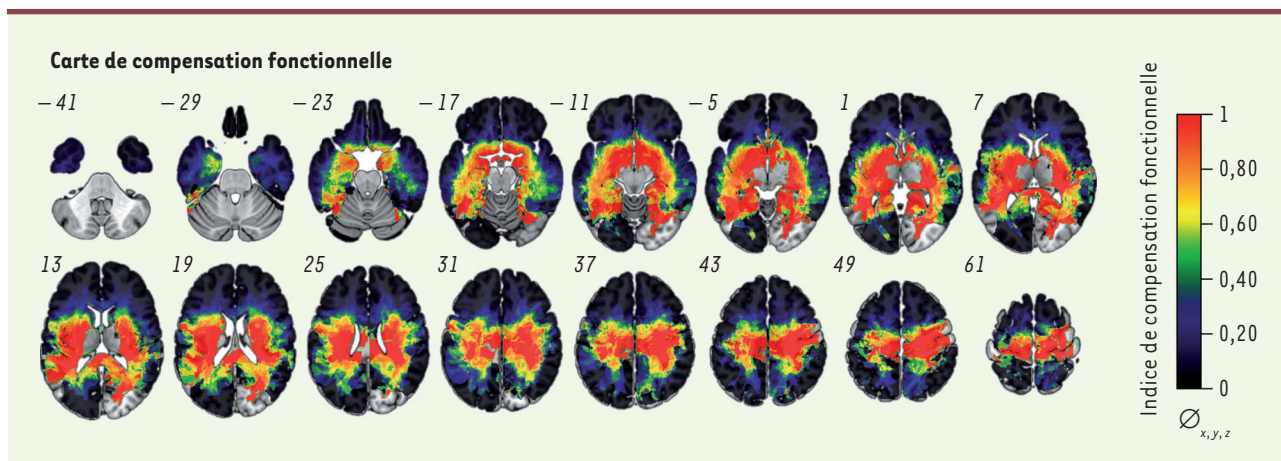 Carte de compensation fonctionnelle
– 41 – 29 – 23 – 17 – 11 – 5 1 7
13 19 25 31 37 43 49 61
Indice de compensation fonctionnelle
1
0,80
0,60
0,40
0,20
0
∅x, y, z